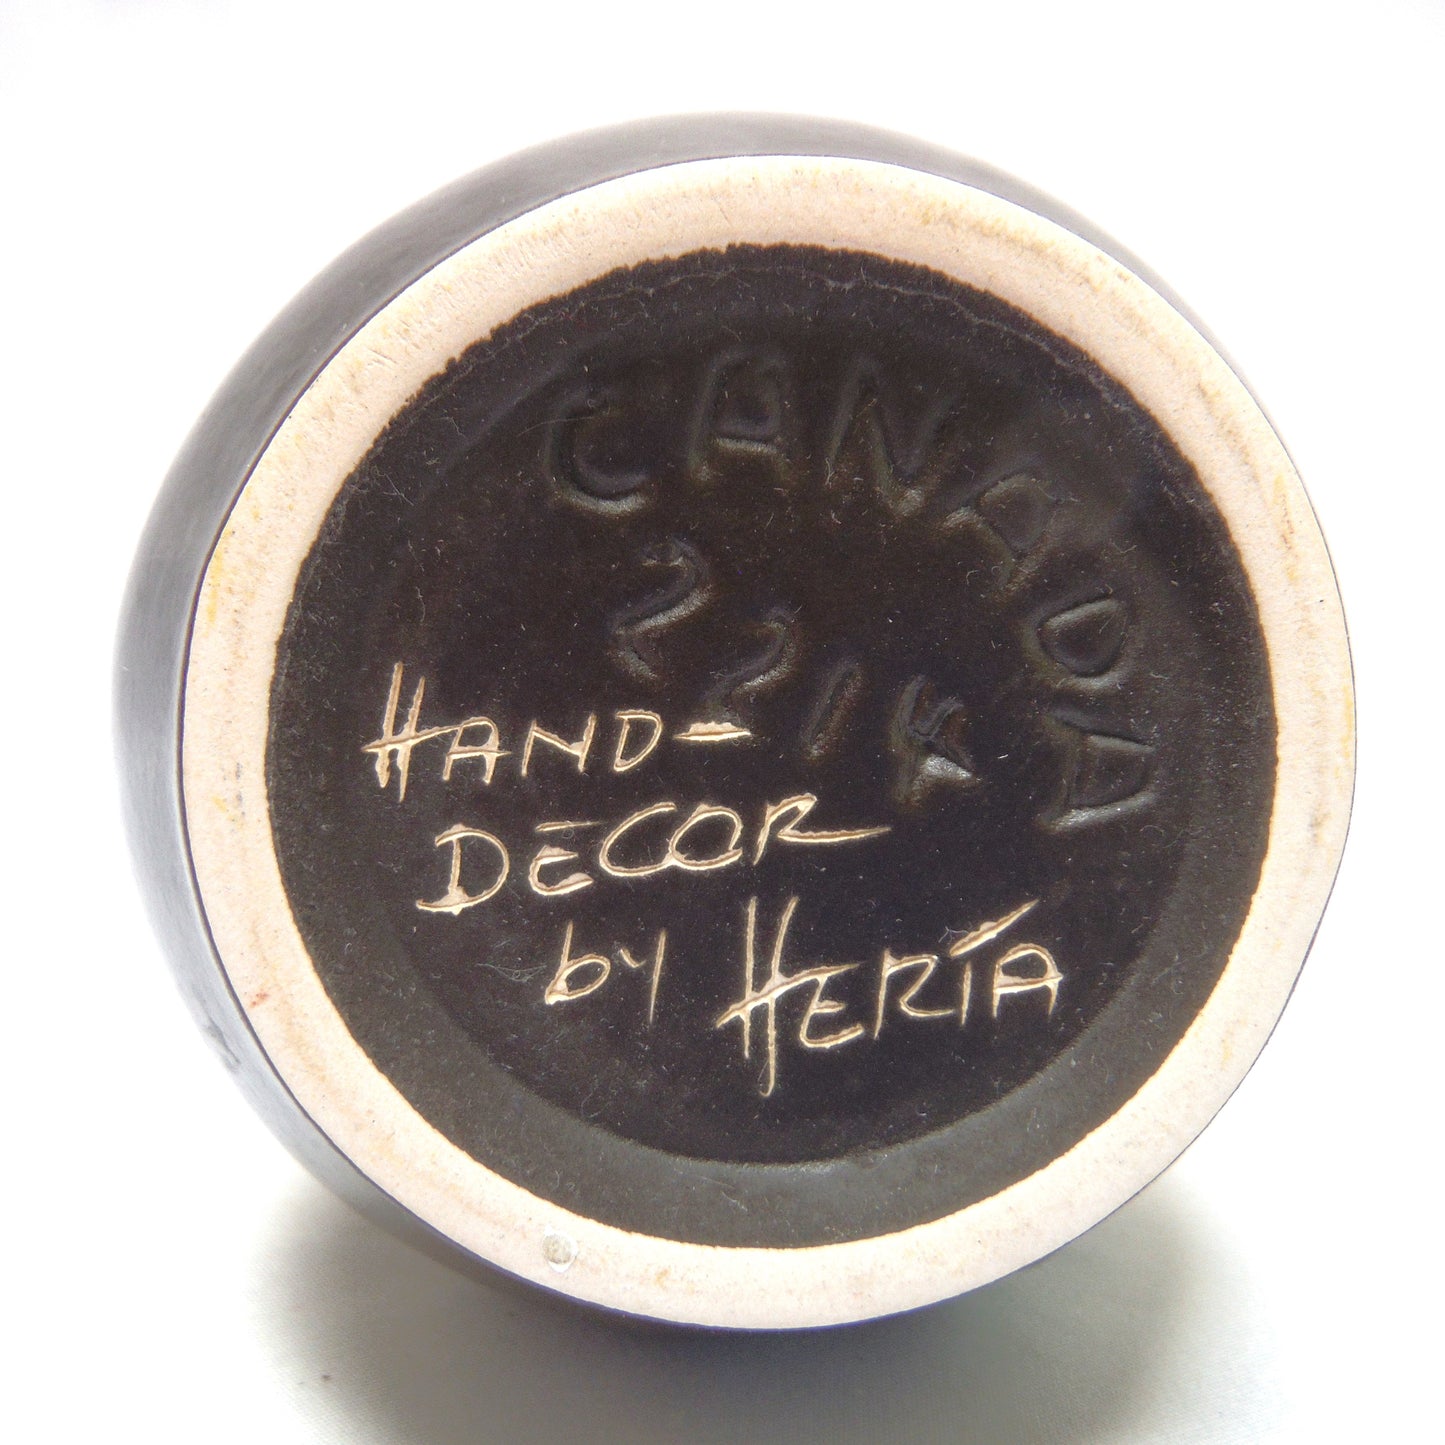 CANADA
221K
HAND-
DECOR
by HERTA